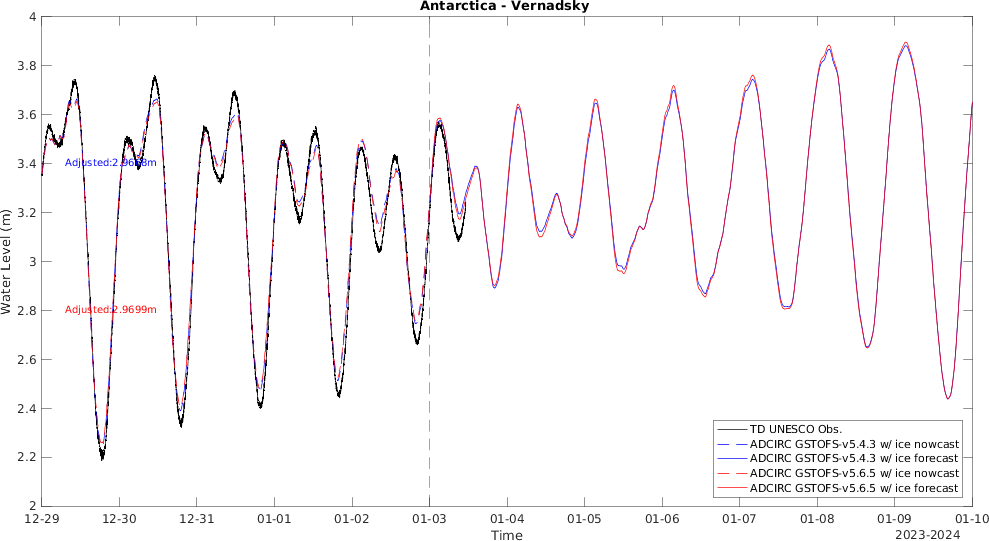 Antarctica - Vernadsky
4
3.8
3.6
3.4
3.2
3
2.8
2.6
2.4
2.2
2
Water Level (m)
Adjusted:2.9699m
TD UNESCO Obs.
ADCIRC GSTOFS-v5.4.3 w/ ice nowcast
ADCIRC GSTOFS-v5.4.3 w/ ice forecast
ADCIRC GSTOFS-v5.6.5 w/ ice nowcast
ADCIRC GSTOFS-v5.6.5 w/ ice forecast
12-29 12-30 12-31 01-01 01-02 01-03 01-04 01-05 01-06 01-07 01-08 01-09 01-10
Time
2023-2024